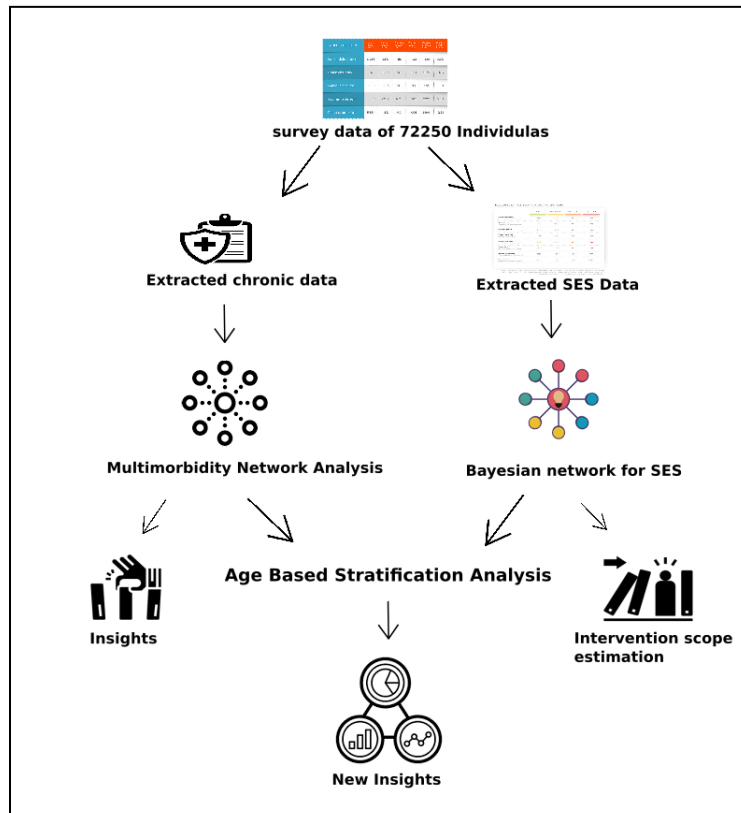 survey data of 72250 Individulas
Extracted chronic data
Extracted SES Data
Multimorbidity Network Analysis
Bayesian network for SES
Age Based Stratification Analysis
Insights
Intervention scope
estimation
New Insights